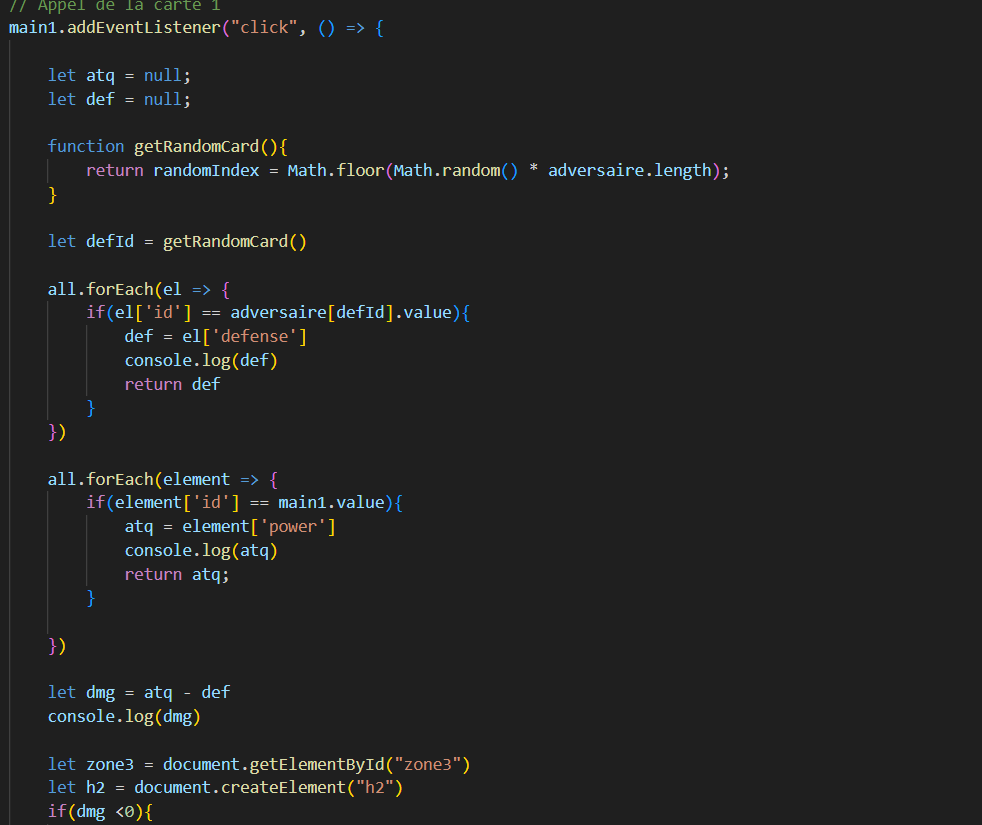 // Appel de la carte 1
main1.addEventListener("click", () => {
let atq = null;
let def = null;
function getRandomCard(){
return randomIndex = Math.floor(Math.random() * adversaire.length);
}
let defId = getRandomCard()
all.forEach(el => {
if(el['id'] == adversaire[defId].value){
def = el['defense']
console.log(def)
return def
}
})
all.forEach(element => {
if(element['id'] == main1.value){
atq = element['power']
console.log(atq)
return atq;
}
})
let dmg = atq - def
console.log(dmg)
let zone3 = document.getElementById("zone3")
let h2 = document.createElement("h2")
if(dmg <0){